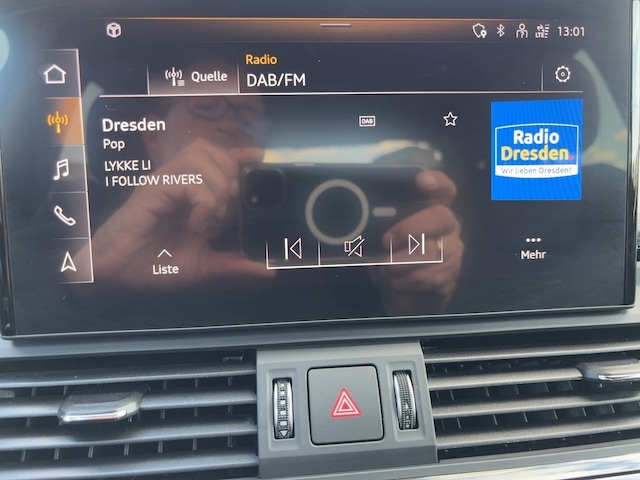 LTE
13:01
Radio
Quelle
DAB/FM
Dresden
DAB
Pop
LYKKE LI
I FOLLOW RIVERS
Radio
Dresden.
Wir lieben Dresden!
Liste
Mehr